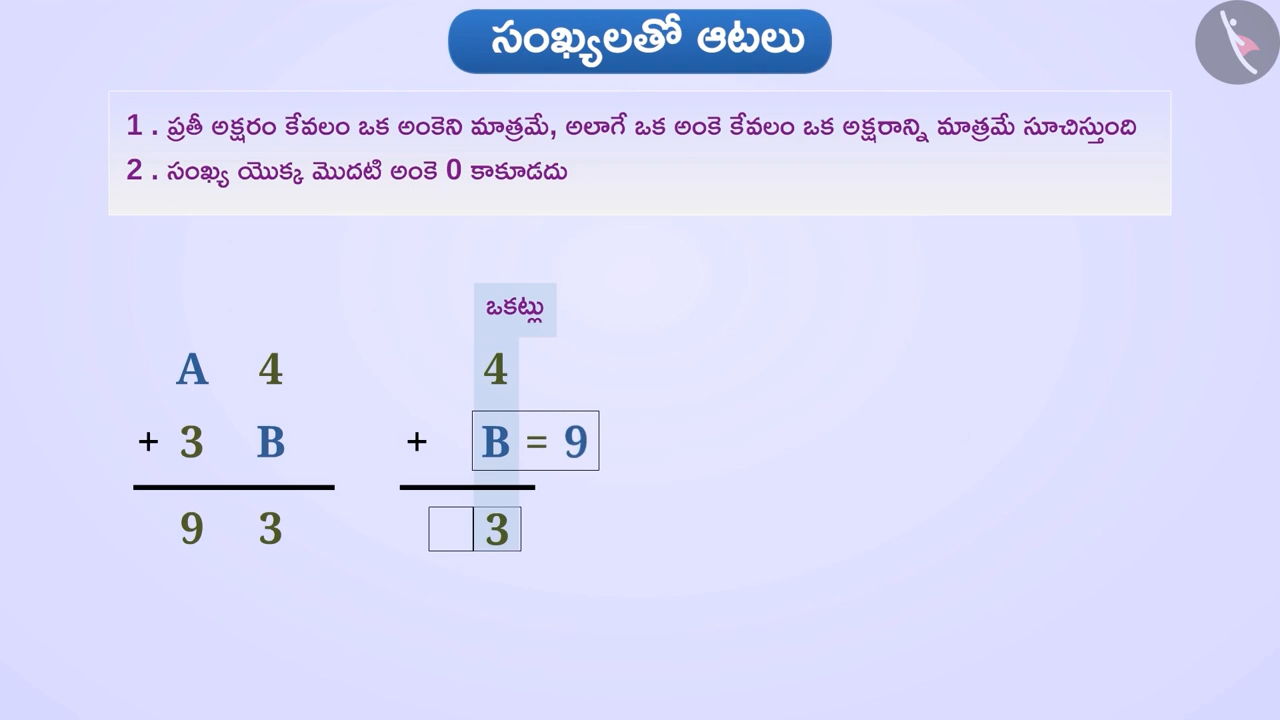 సంఖ్యలతో ఆటలు
1 . ప్రతీ అక్షరం కేవలం ఒక అంకెని మాత్రమే, అలాగే ఒక అంకె కేవలం ఒక అక్షరాన్ని మాత్రమే సూచిస్తుంది
2 . సంఖ్య యొక్క మొదటి అంకె 0 కాకూడదు
ఒకట్లు
A 4
+ 3 B
9 3
4
+ B = 9
3